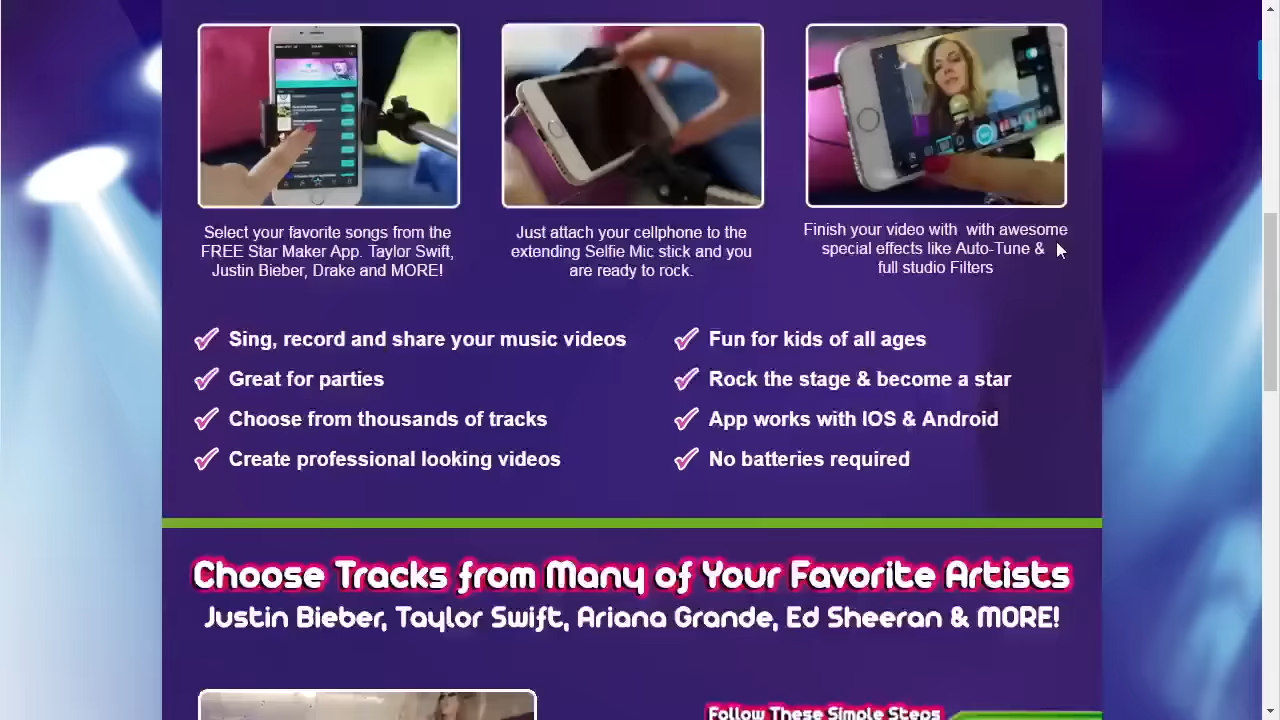 Select your favorite songs from the
FREE Star Maker App. Taylor Swift,
Justin Bieber, Drake and MORE!
Just attach your cellphone to the
extending Selfie Mic stick and you
are ready to rock.
Finish your video with  with awesome
special effects like Auto-Tune &
full studio Filters
Sing, record and share your music videos
Great for parties
Choose from thousands of tracks
Create professional looking videos
Fun for kids of all ages
Rock the stage & become a star
App works with IOS & Android
No batteries required
Choose Tracks from Many of Your Favorite Artists
Justin Bieber, Taylor Swift, Ariana Grande, Ed Sheeran & MORE!
Follow These Simple Steps